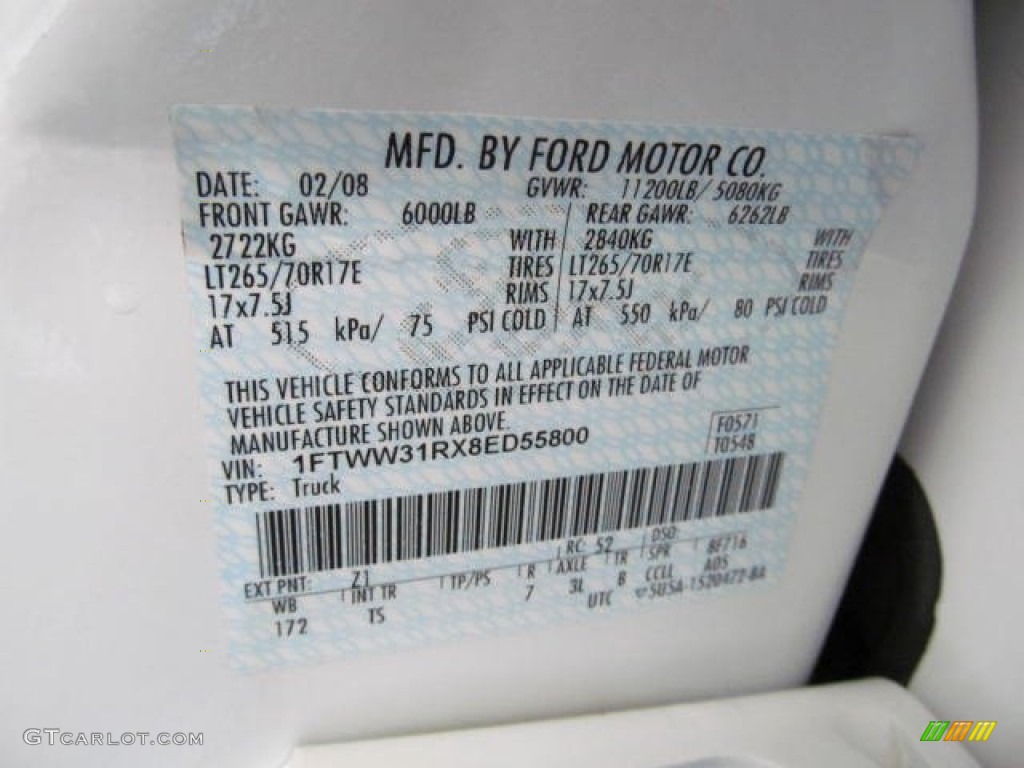 MFD. BY FORD MOTOR CO.
DATE: 02/08 GVWR: 11200LB/ 5080KG
FRONT GAWR: 6000LB REAR GAWR: 6262LB
2722KG WITH 2840KG WITH
LT265/70R17E TIRES LT265/70R17E TIRES
17x7.5J RIMS 17x7.5J RIMS
AT 515 kPa/ 75 PSI COLD AT 550 kPa/ 80 PSI COLD
THIS VEHICLE CONFORMS TO ALL APPLICABLE FEDERAL MOTOR
VEHICLE SAFETY STANDARDS IN EFFECT ON THE DATE OF
MANUFACTURE SHOWN ABOVE.
F0571
VIN: 1FTWW31RX8ED55800
T0548
TYPE: Truck
EXT PNT: Z1 RC: 52 DSO:
WB INT TR TP/PS R AXLE TR SPR 8F716
172 TS 7 3L B CCLL A05
UTC ▽5U5A-1520472-BA
GTCARLOT.COM